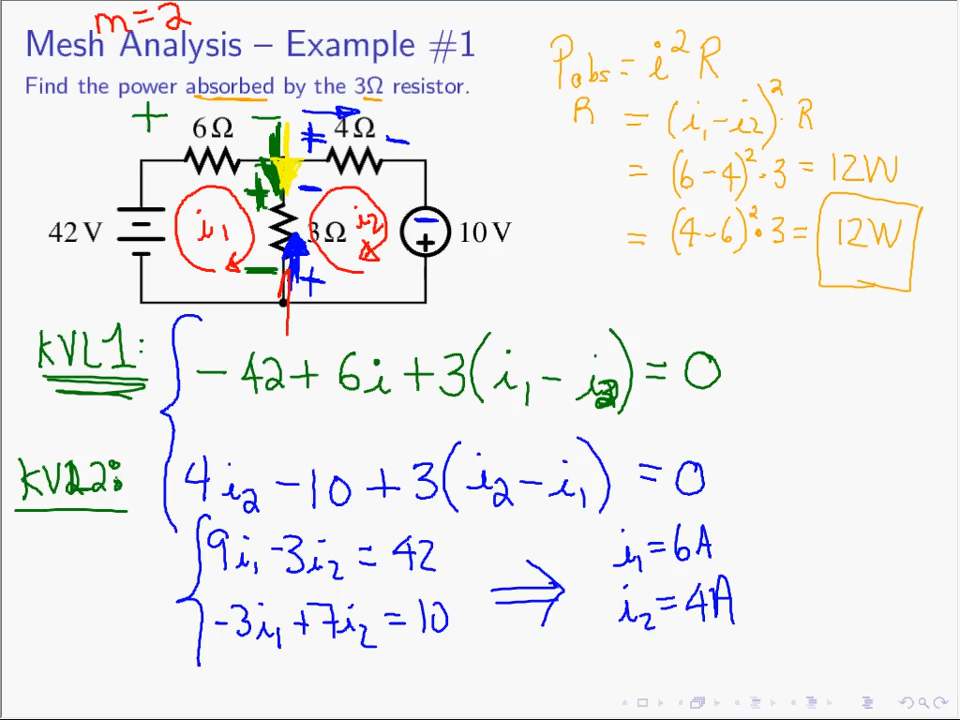 m=2
Mesh Analysis – Example #1
Find the power absorbed by the 3Ω resistor.
+ − + −
6Ω 4Ω
+ −
i₁ 3Ω i₂
42 V − + 10 V
− +
P_abs = i² R
R = (i₁-i₂)² · R
= (6-4)² · 3 = 12W
= (4-6)² · 3 = 12W
KVL1: -42 + 6i + 3(i₁ - i₂) = 0
KVL2: 4i₂ - 10 + 3(i₂ - i₁) = 0
9i₁ - 3i₂ = 42
-3i₁ + 7i₂ = 10
⇒
i₁ = 6A
i₂ = 4A